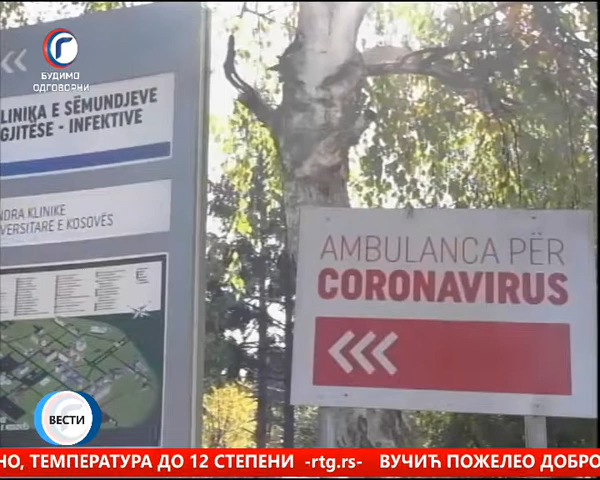 БУДИМО
ОДГОВОРНИ
LINIKA E SËMUNDJEVE
GJITËSE - INFEKTIVE
NDRA KLINIKE
VERSITARE E KOSOVËS
AMBULANCA PËR
CORONAVIRUS
ВЕСТИ
НО, ТЕМПЕРАТУРА ДО 12 СТЕПЕНИ -rtg.rs- ВУЧИЋ ПОЖЕЛЕО ДОБРО